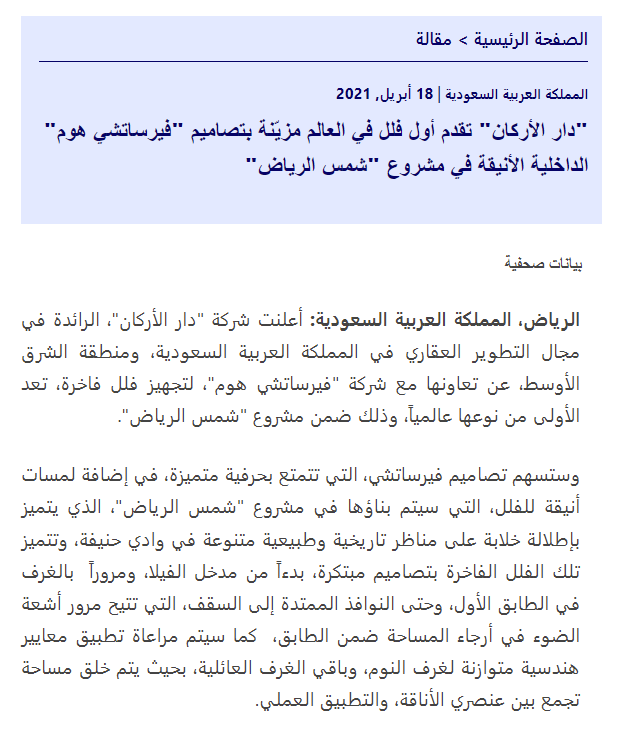 الصفحة الرئيسية > مقالة
المملكة العربية السعودية | 18 أبريل, 2021
"دار الأركان" تقدم أول فلل في العالم مزيّنة بتصاميم "فيرساتشي هوم"
الداخلية الأنيقة في مشروع "شمس الرياض"
بيانات صحفية
الرياض، المملكة العربية السعودية: أعلنت شركة "دار الأركان"، الرائدة في
مجال التطوير العقاري في المملكة العربية السعودية، ومنطقة الشرق
الأوسط، عن تعاونها مع شركة "فيرساتشي هوم"، لتجهيز فلل فاخرة، تعد
الأولى من نوعها عالمياً، وذلك ضمن مشروع "شمس الرياض".
وستسهم تصاميم فيرساتشي، التي تتمتع بحرفية متميزة، في إضافة لمسات
أنيقة للفلل، التي سيتم بناؤها في مشروع "شمس الرياض"، الذي يتميز
بإطلالة خلابة على مناظر تاريخية وطبيعية متنوعة في وادي حنيفة، وتتميز
تلك الفلل الفاخرة بتصاميم مبتكرة، بدءاً من مدخل الفيلا، ومروراً بالغرف
في الطابق الأول، وحتى النوافذ الممتدة إلى السقف، التي تتيح مرور أشعة
الضوء في أرجاء المساحة ضمن الطابق، كما سيتم مراعاة تطبيق معايير
هندسية متوازنة لغرف النوم، وباقي الغرف العائلية، بحيث يتم خلق مساحة
تجمع بين عنصري الأناقة، والتطبيق العملي.